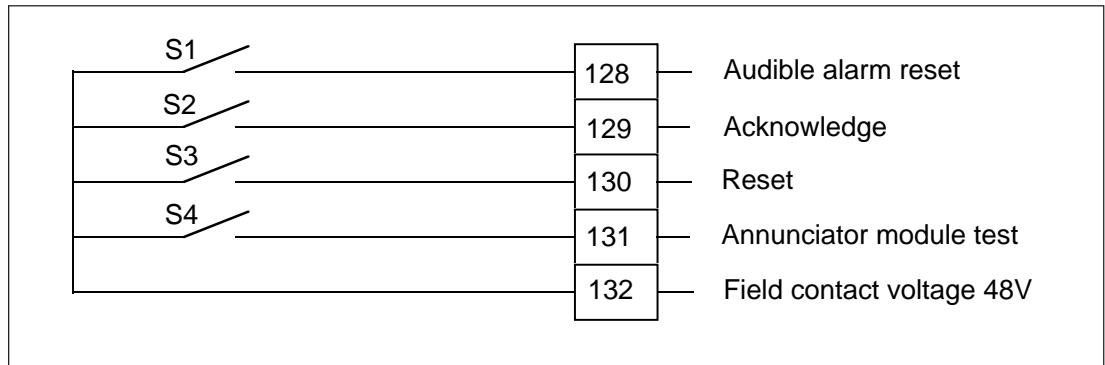 S1 128 Audible alarm reset
S2 129 Acknowledge
S3 130 Reset
S4 131 Annunciator module test
132 Field contact voltage 48V